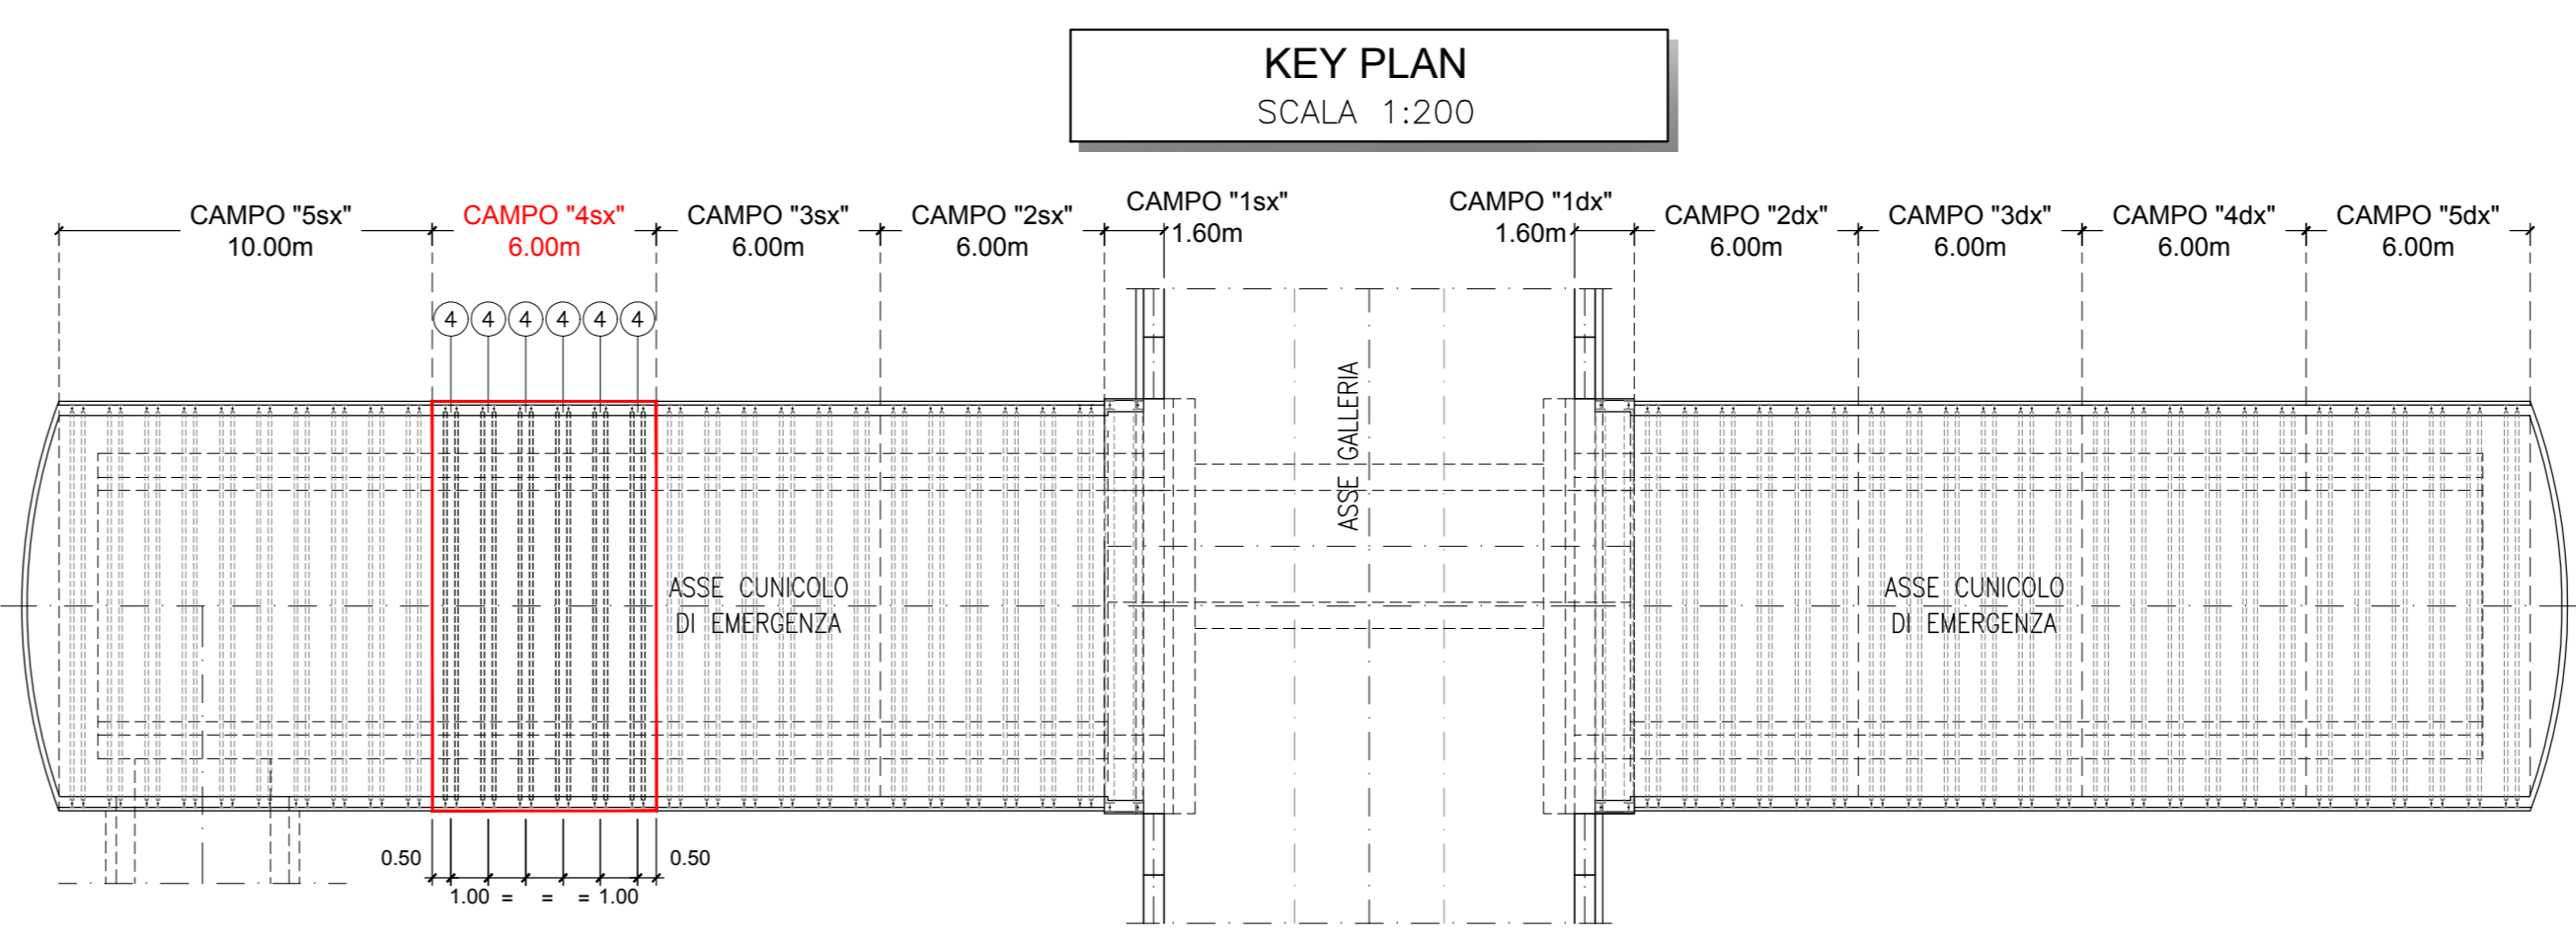 KEY PLAN
SCALA 1:200
CAMPO "5sx"
10.00m
CAMPO "4sx"
6.00m
CAMPO "3sx"
6.00m
CAMPO "2sx"
6.00m
CAMPO "1sx"
1.60m
CAMPO "1dx"
1.60m
CAMPO "2dx"
6.00m
CAMPO "3dx"
6.00m
CAMPO "4dx"
6.00m
CAMPO "5dx"
6.00m
4 4 4 4 4 4
ASSE GALLERIA
ASSE CUNICOLO
DI EMERGENZA
ASSE CUNICOLO
DI EMERGENZA
0.50 0.50
1.00 = = = 1.00